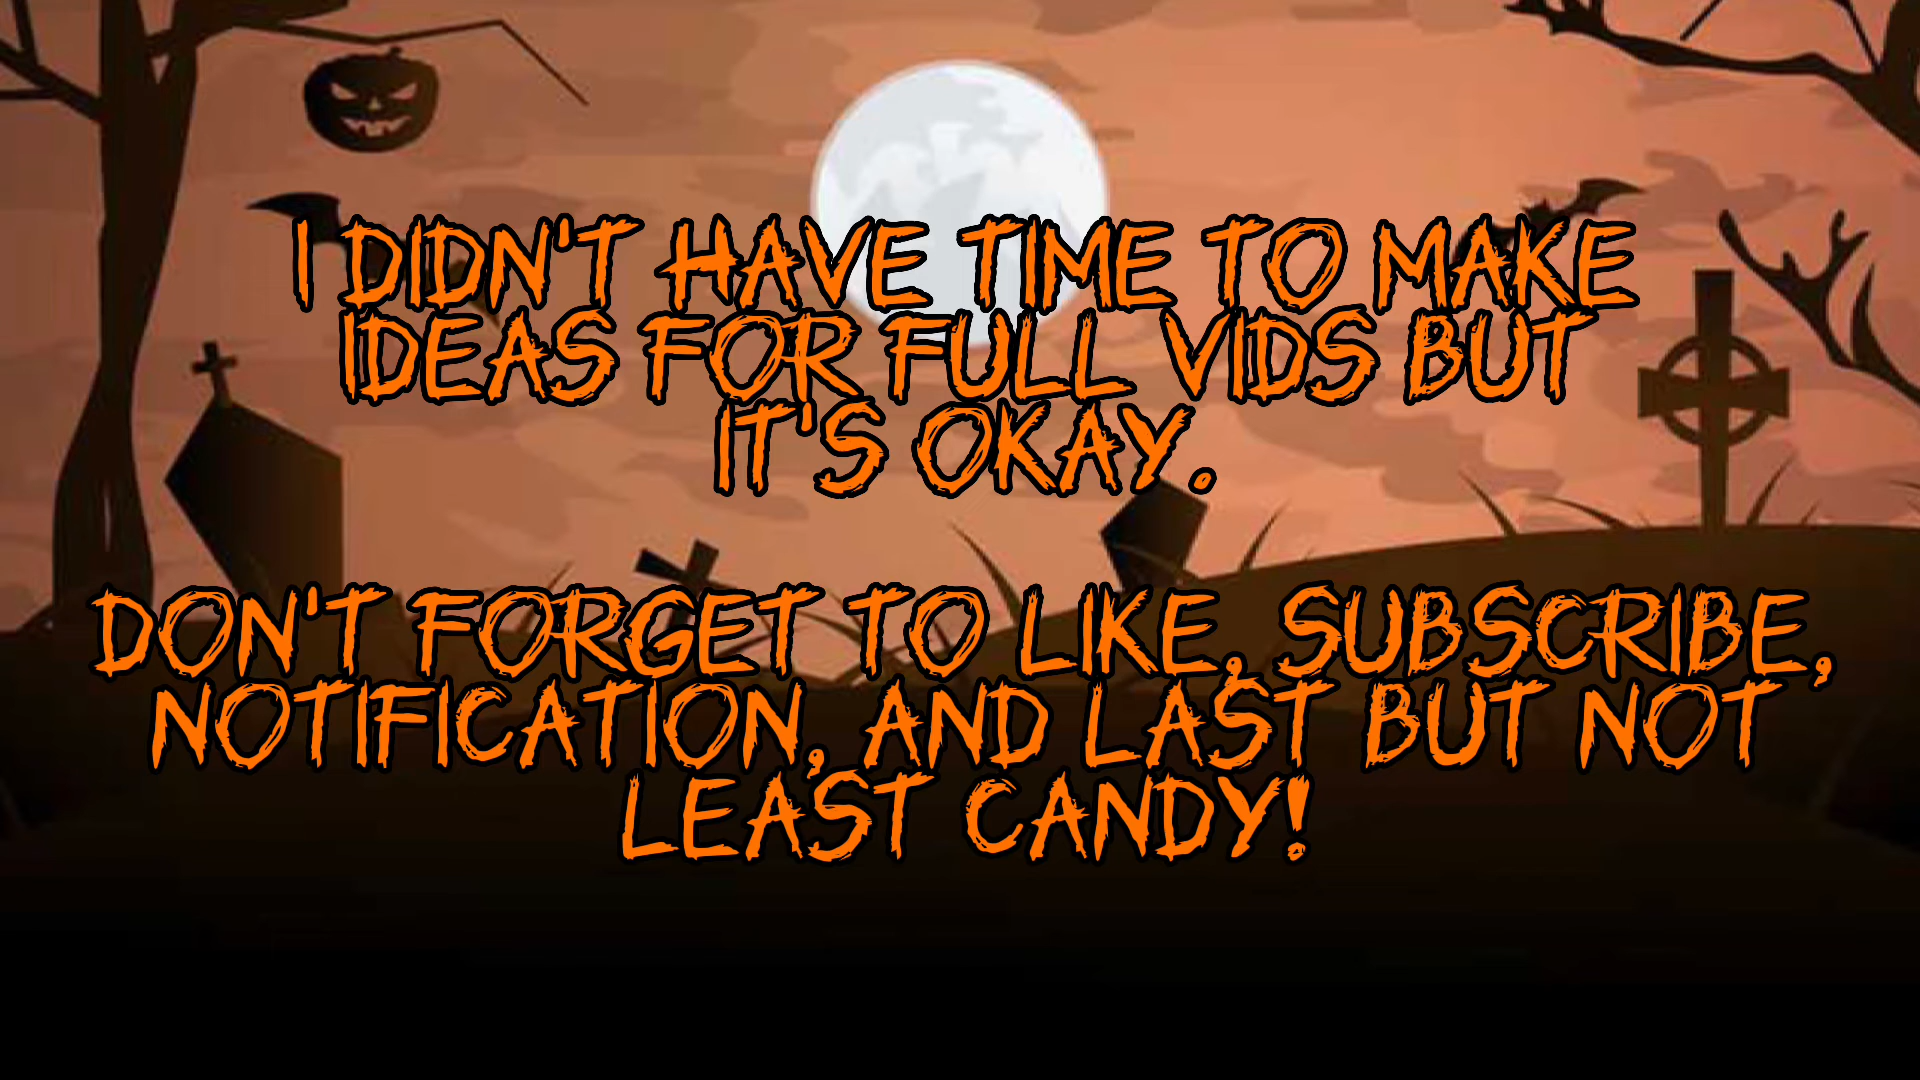 I DIDN'T HAVE TIME TO MAKE
IDEAS FOR FULL VIDS BUT
IT'S OKAY.
DON'T FORGET TO LIKE, SUBSCRIBE,
NOTIFICATION, AND LAST BUT NOT
LEAST CANDY!